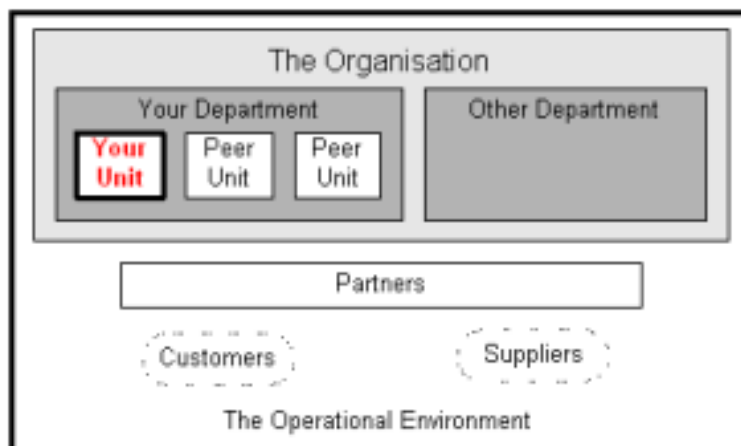 The Organisation
Your Department
Other Department
Your
Unit
Peer
Unit
Peer
Unit
Partners
Customers
Suppliers
The Operational Environment